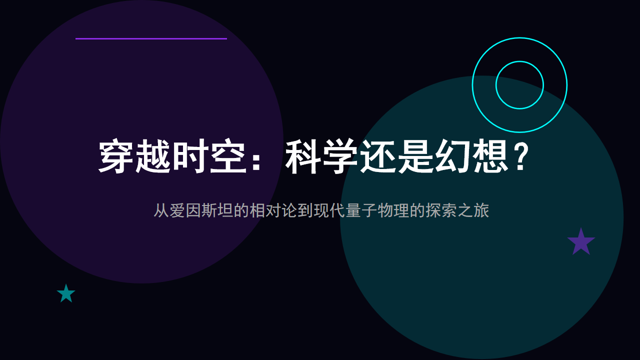 穿越时空：科学还是幻想？
从爱因斯坦的相对论到现代量子物理的探索之旅